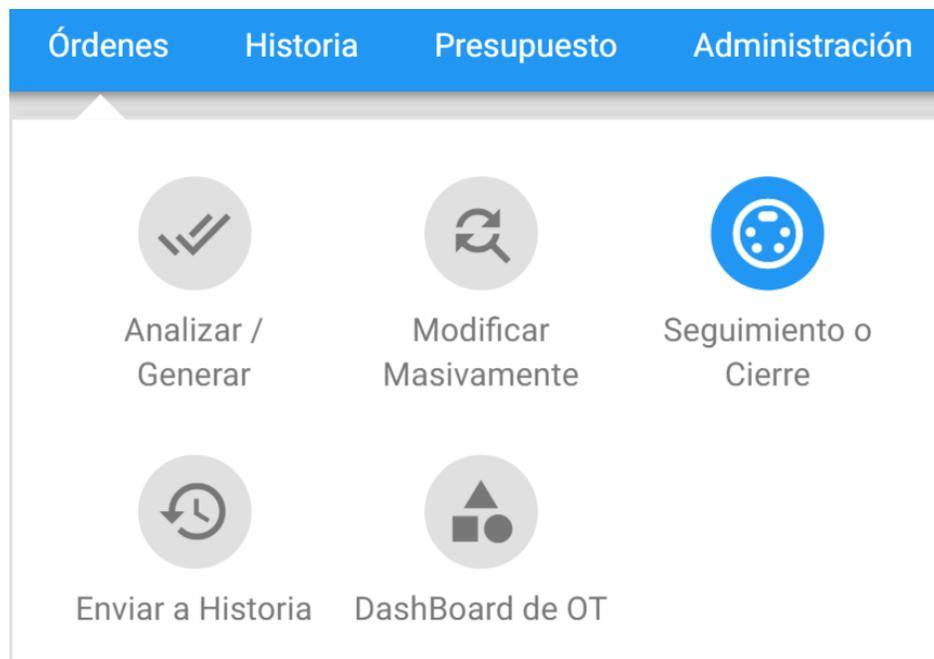 Órdenes Historia Presupuesto Administración
Analizar /
Generar
Modificar
Masivamente
Seguimiento o
Cierre
Enviar a Historia
DashBoard de OT